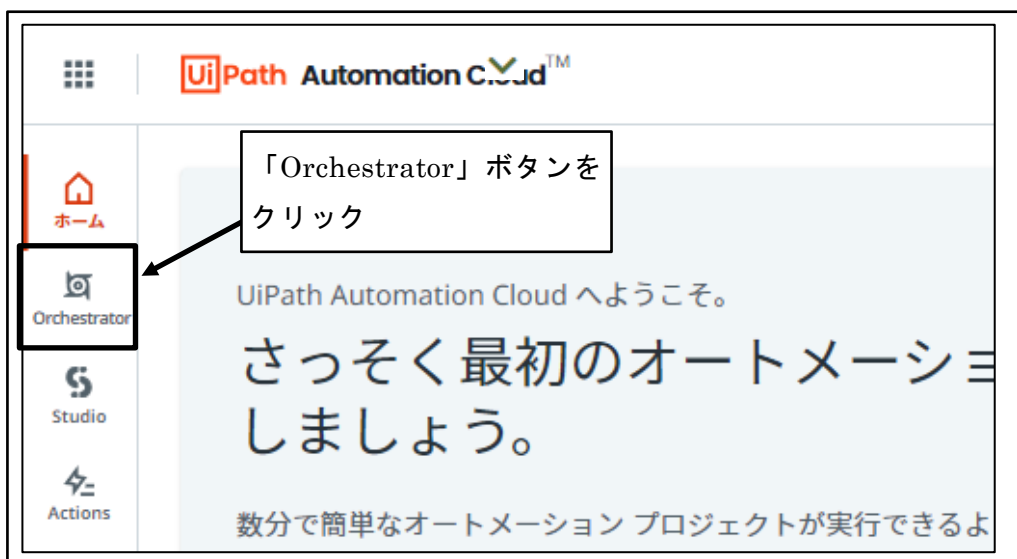 UiPath Automation Cloud™
「Orchestrator」ボタンを
クリック
ホーム
Orchestrator
Studio
Actions
UiPath Automation Cloud へようこそ。
さっそく最初のオートメーショ
しましょう。
数分で簡単なオートメーション プロジェクトが実行できるよ